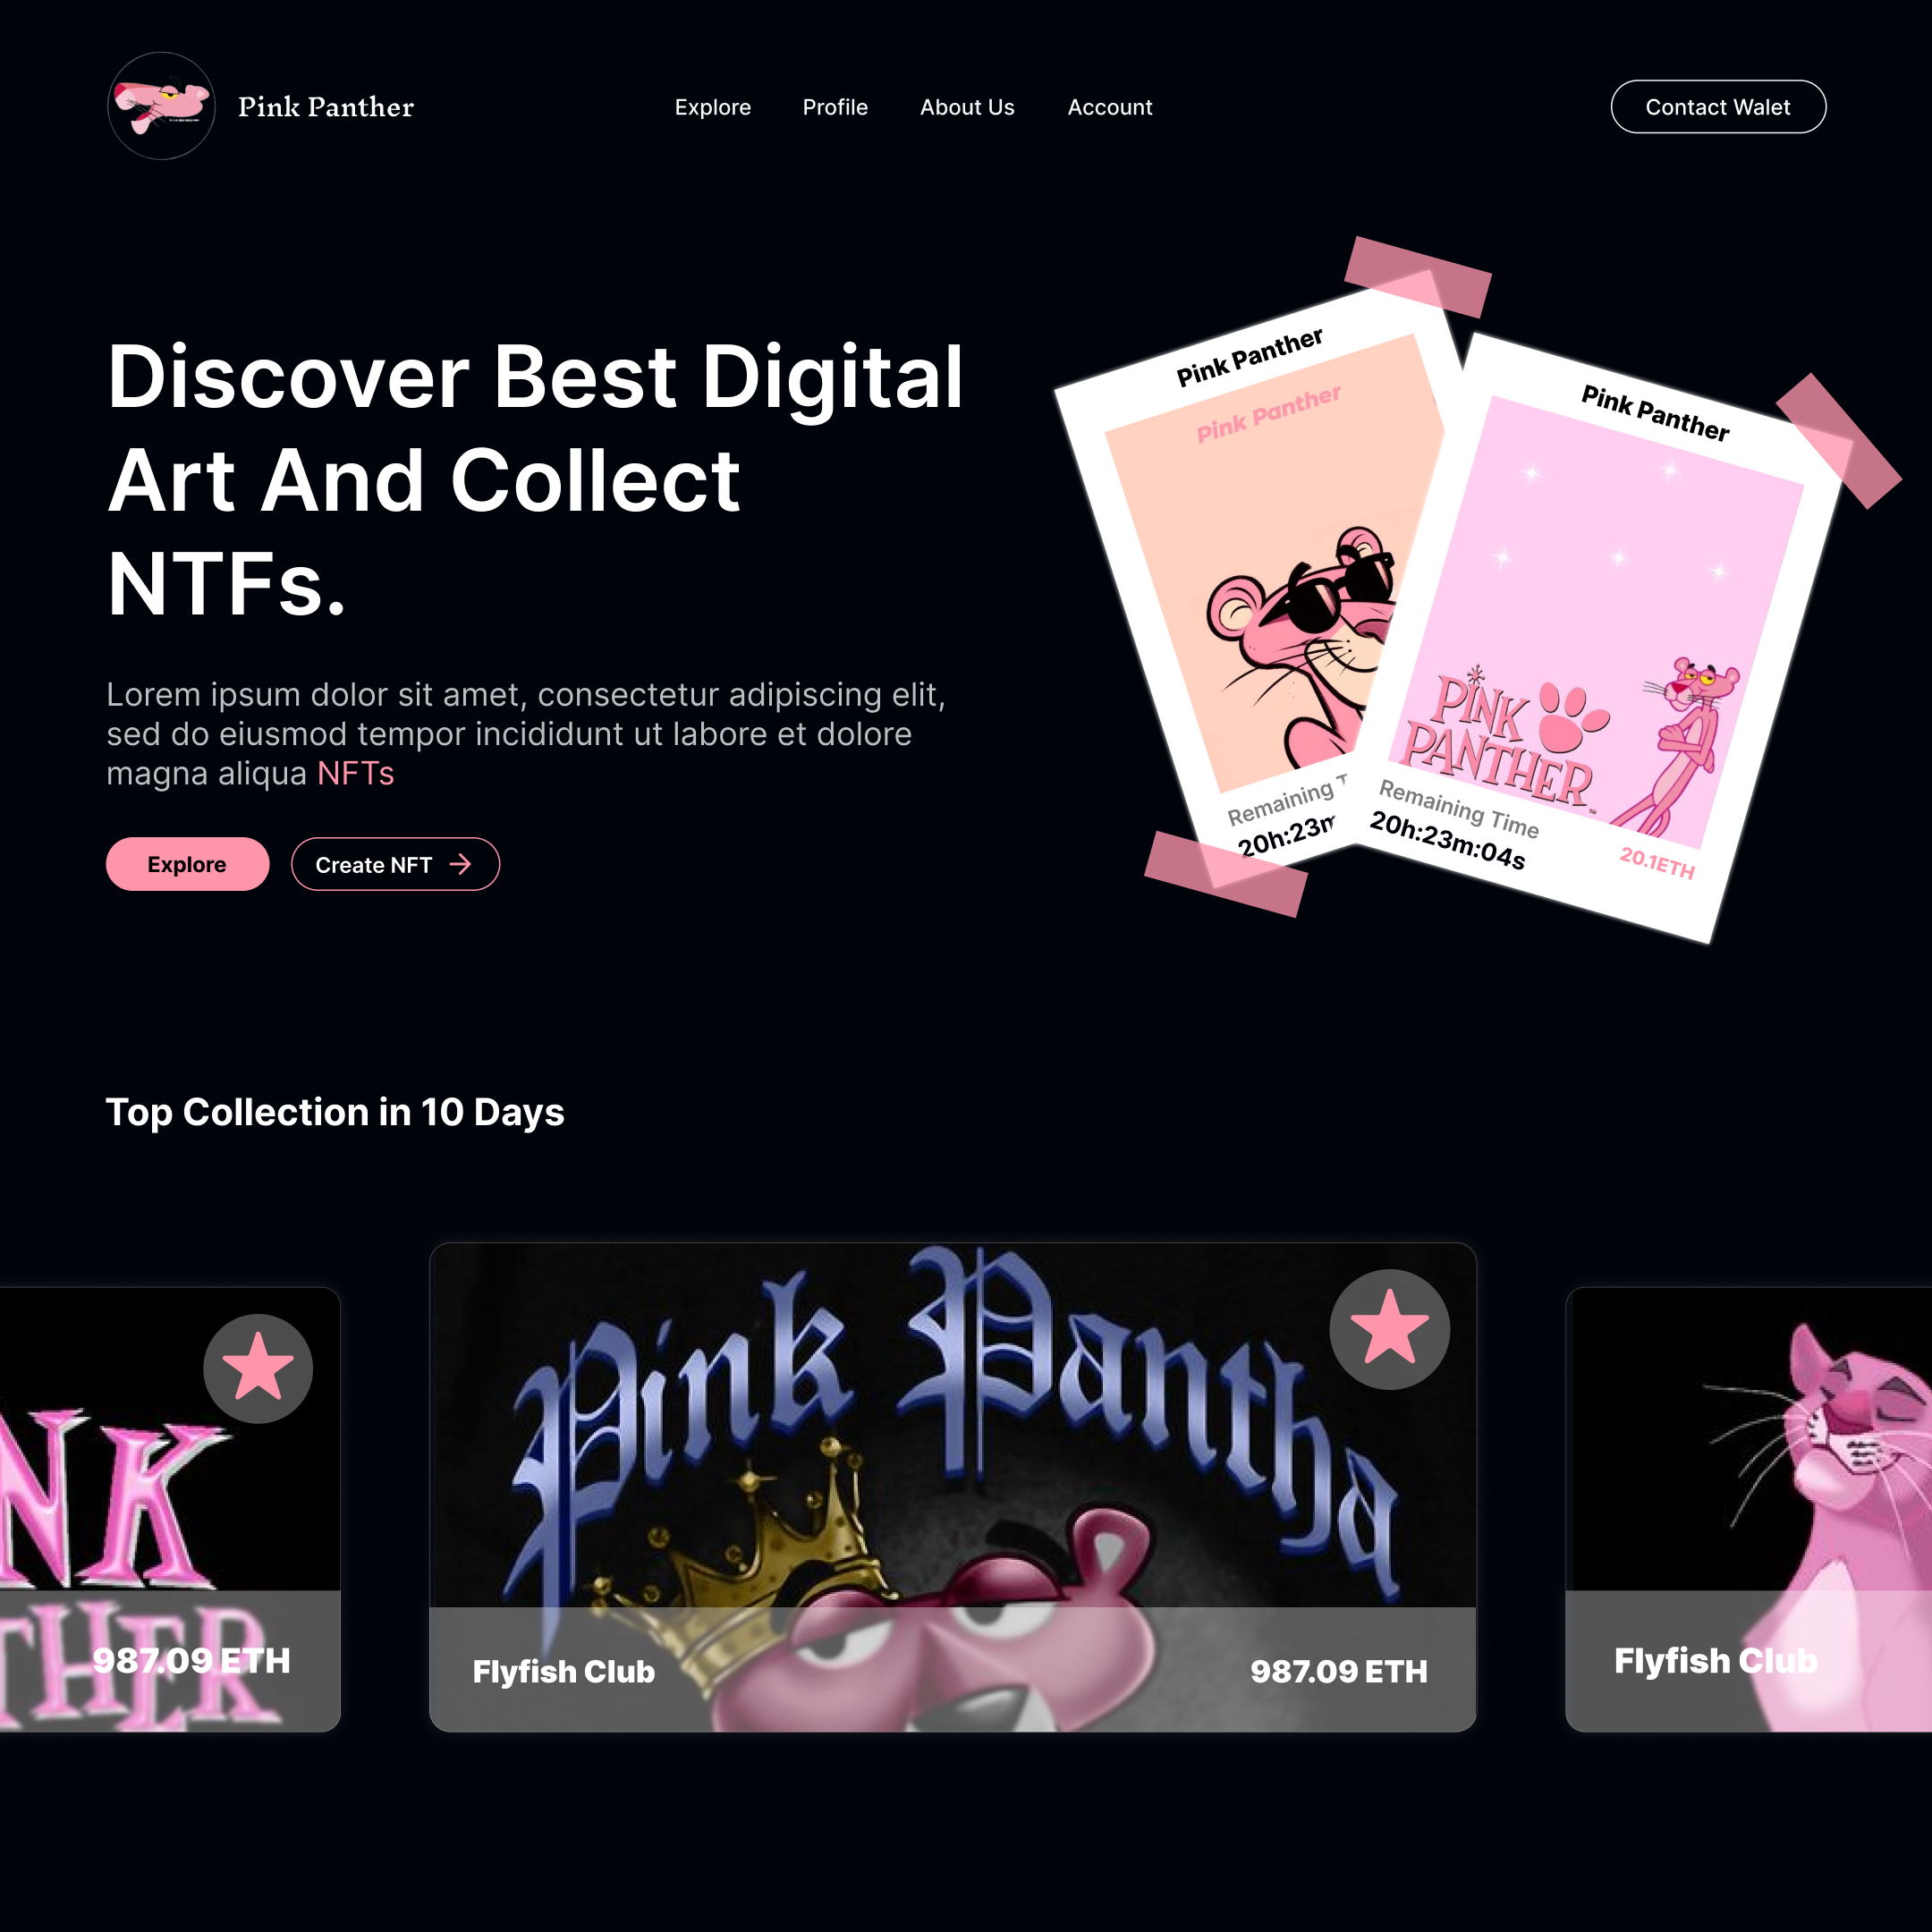 Pink Panther
Explore
Profile
About Us
Account
Contact Walet
Discover Best Digital
Art And Collect
NTFs.
Lorem ipsum dolor sit amet, consectetur adipiscing elit,
sed do eiusmod tempor incididunt ut labore et dolore
magna aliqua NFTs
Explore
Create NFT
Pink Panther
Pink Panther
Remaining T
20h:23m
Pink Panther
PINK
PANTHER
Remaining Time
20h:23m:04s
20.1ETH
Top Collection in 10 Days
NK
THER
987.09 ETH
Pink Pantha
Flyfish Club
987.09 ETH
Flyfish Club